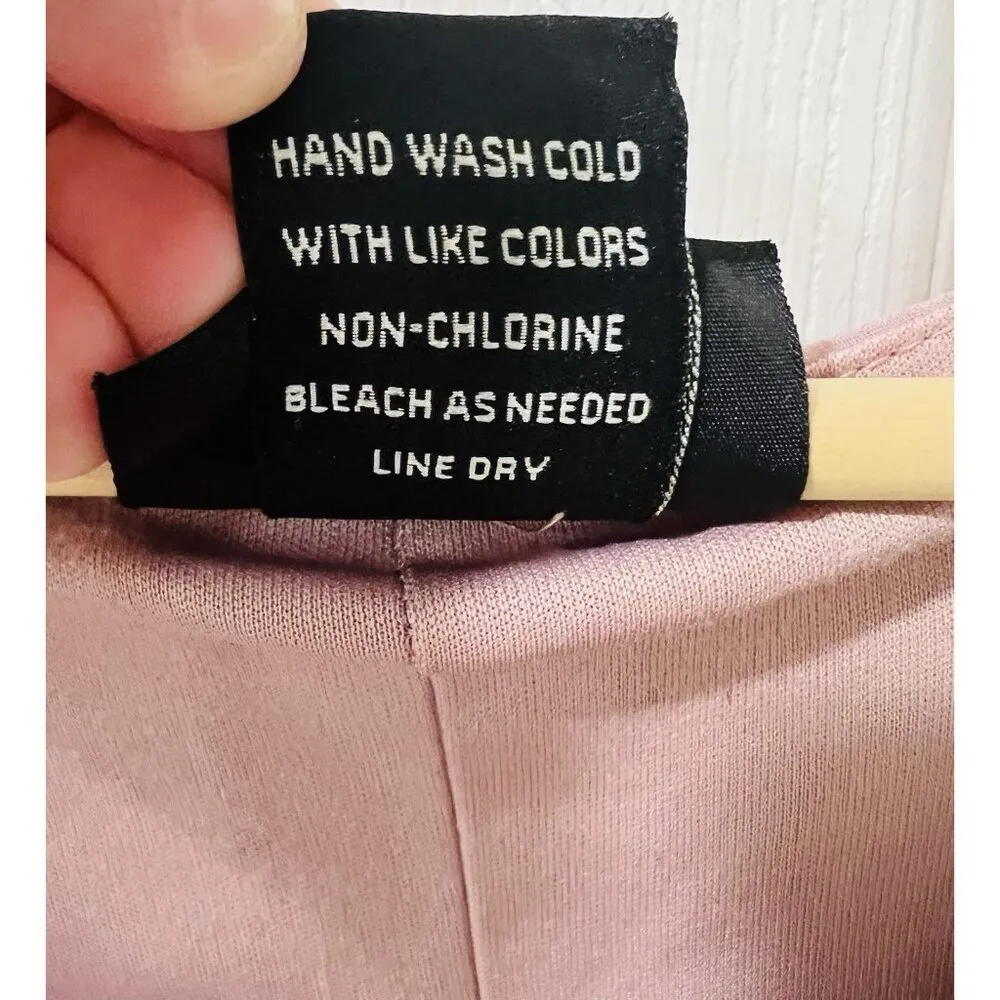 HAND WASH COLD
WITH LIKE COLORS
NON-CHLORINE
BLEACH AS NEEDED
LINE DRY